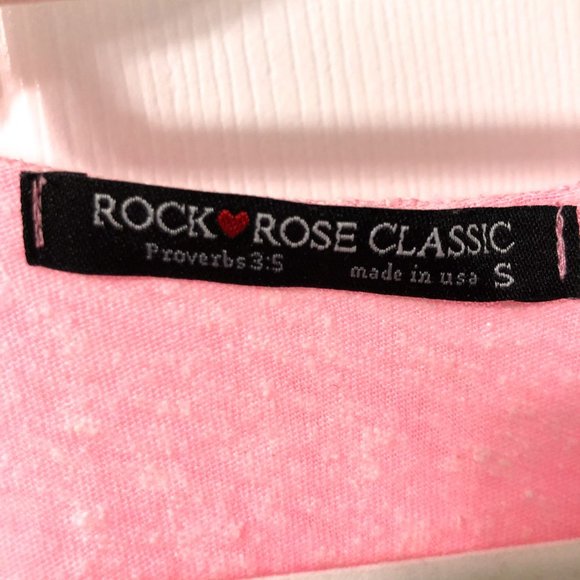 ROCK❤ROSE CLASSIC
Proverbs 3:5 made in usa S